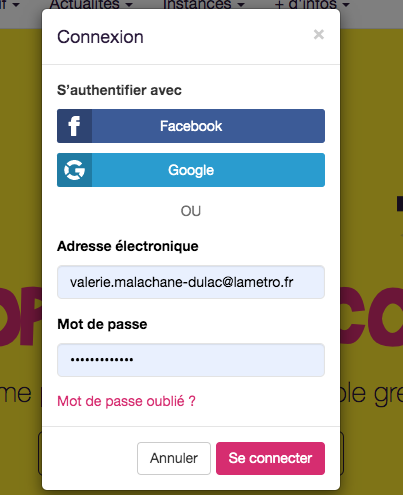 Actualités
Instances
+ d'infos
Connexion
×
S'authentifier avec
f
Facebook
G
Google
OU
Adresse électronique
valerie.malachane-dulac@lametro.fr
Mot de passe
•••••••••••••
Mot de passe oublié ?
Annuler
Se connecter